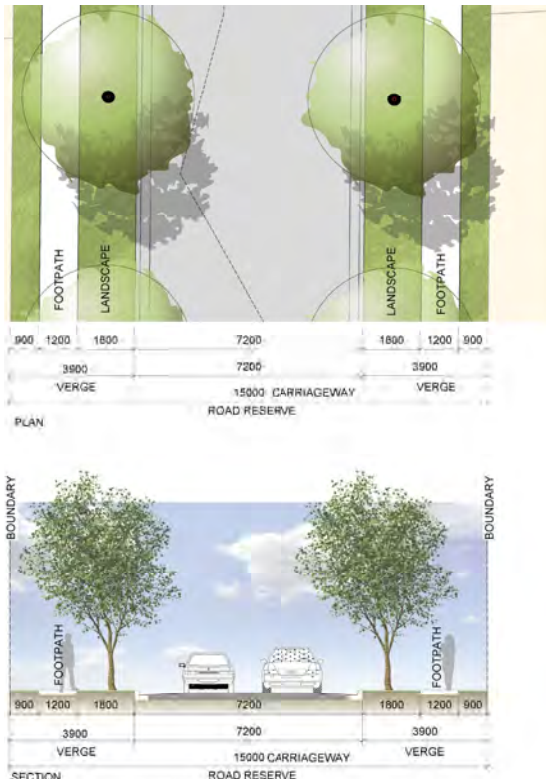 FOOTPATH
LANDSCAPE
LANDSCAPE
FOOTPATH
900 1200 1800 7200 1800 1200 900
3900 7200 3900
VERGE 15000 CARRIAGEWAY VERGE
ROAD RESERVE
PLAN
BOUNDARY
BOUNDARY
FOOTPATH
FOOTPATH
900 1200 1800 7200 1800 1200 900
3900 7200 3900
VERGE 15000 CARRIAGEWAY VERGE
SECTION ROAD RESERVE